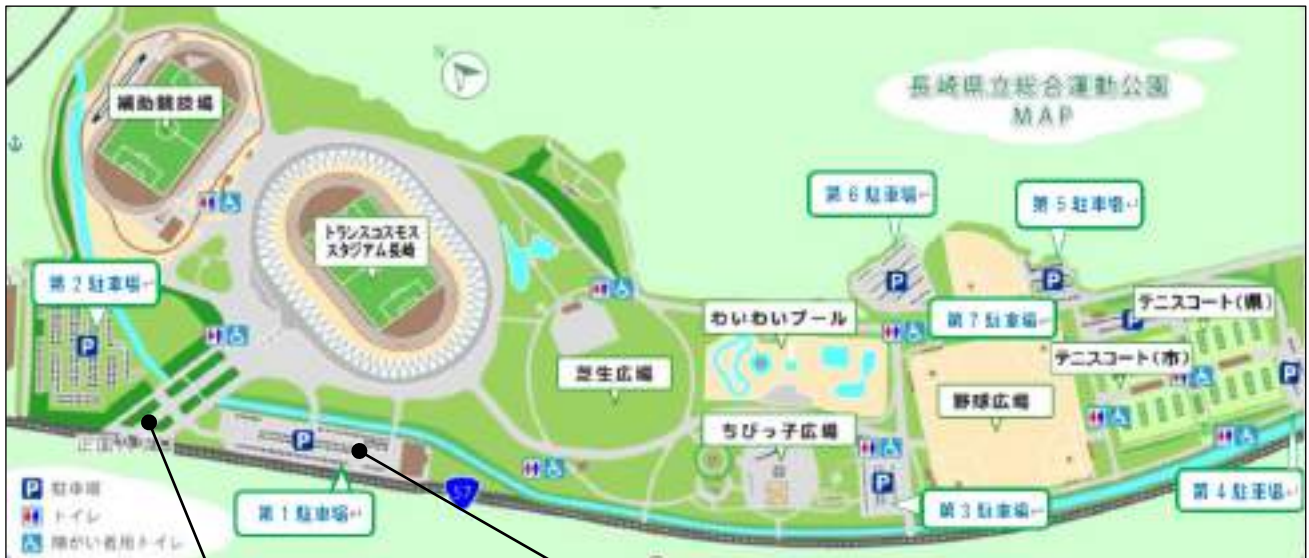 長崎県立総合運動公園
MAP
N
補助競技場
トランスコスモス
スタジアム長崎
第2駐車場
第6駐車場
第5駐車場
わいわいプール
第7駐車場
テニスコート(県)
テニスコート(市)
芝生広場
野球広場
ちびっ子広場
第1駐車場
57
第3駐車場
第4駐車場
P 駐車場
トイレ
障がい者用トイレ